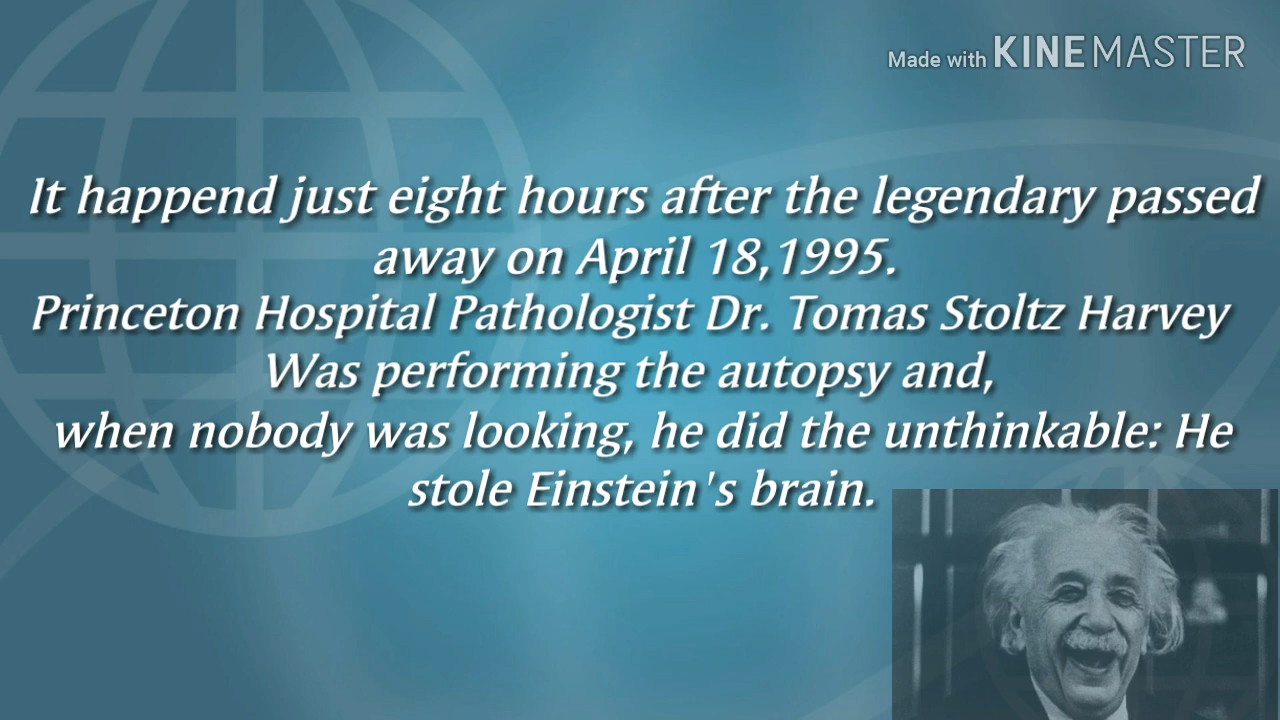 Made with KINEMASTER
It happend just eight hours after the legendary passed
away on April 18,1995.
Princeton Hospital Pathologist Dr. Tomas Stoltz Harvey
Was performing the autopsy and,
when nobody was looking, he did the unthinkable: He
stole Einstein's brain.